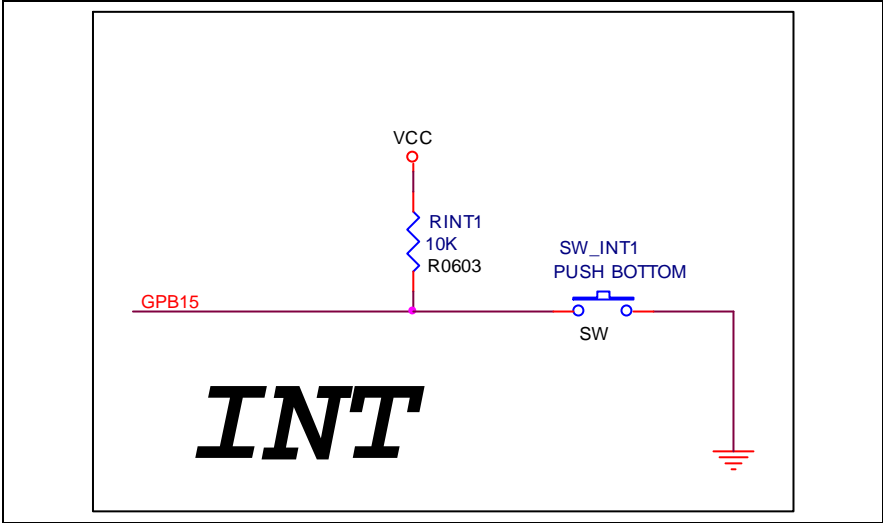 VCC
RINT1
10K
R0603
SW_INT1
PUSH BOTTOM
GPB15
SW
INT